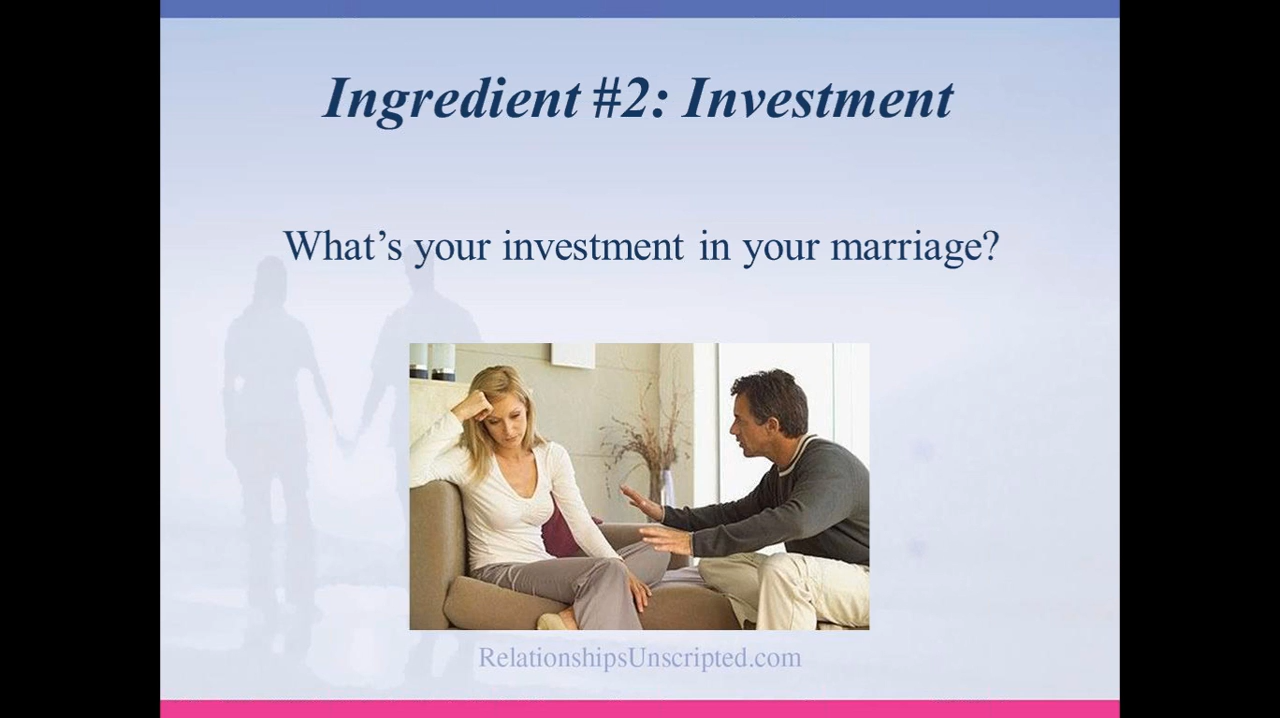 Ingredient #2: Investment
What’s your investment in your marriage?
RelationshipsUnscripted.com